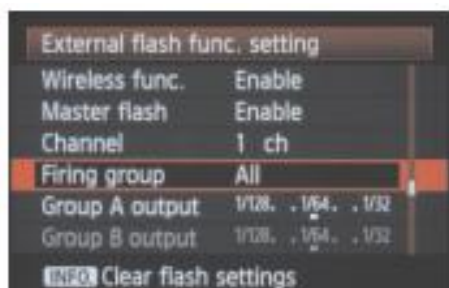 External flash func. setting
Wireless func. Enable
Master flash Enable
Channel 1 ch
Firing group All
Group A output 1/128. . 1/64. . 1/32
Group B output 1/128. . 1/64. . 1/32
INFO. Clear flash settings